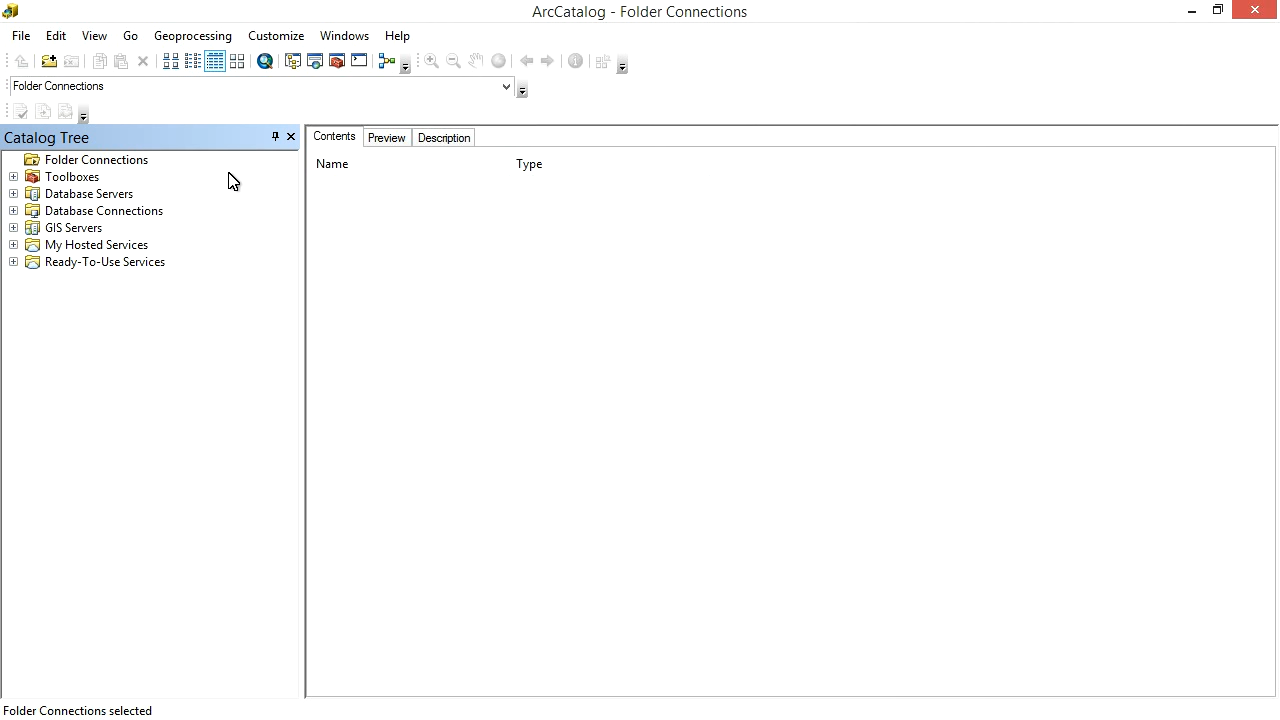 ArcCatalog - Folder Connections
File Edit View Go Geoprocessing Customize Windows Help
Folder Connections
Catalog Tree
Contents Preview Description
Folder Connections
Name Type
Toolboxes
Database Servers
Database Connections
GIS Servers
My Hosted Services
Ready-To-Use Services
Folder Connections selected